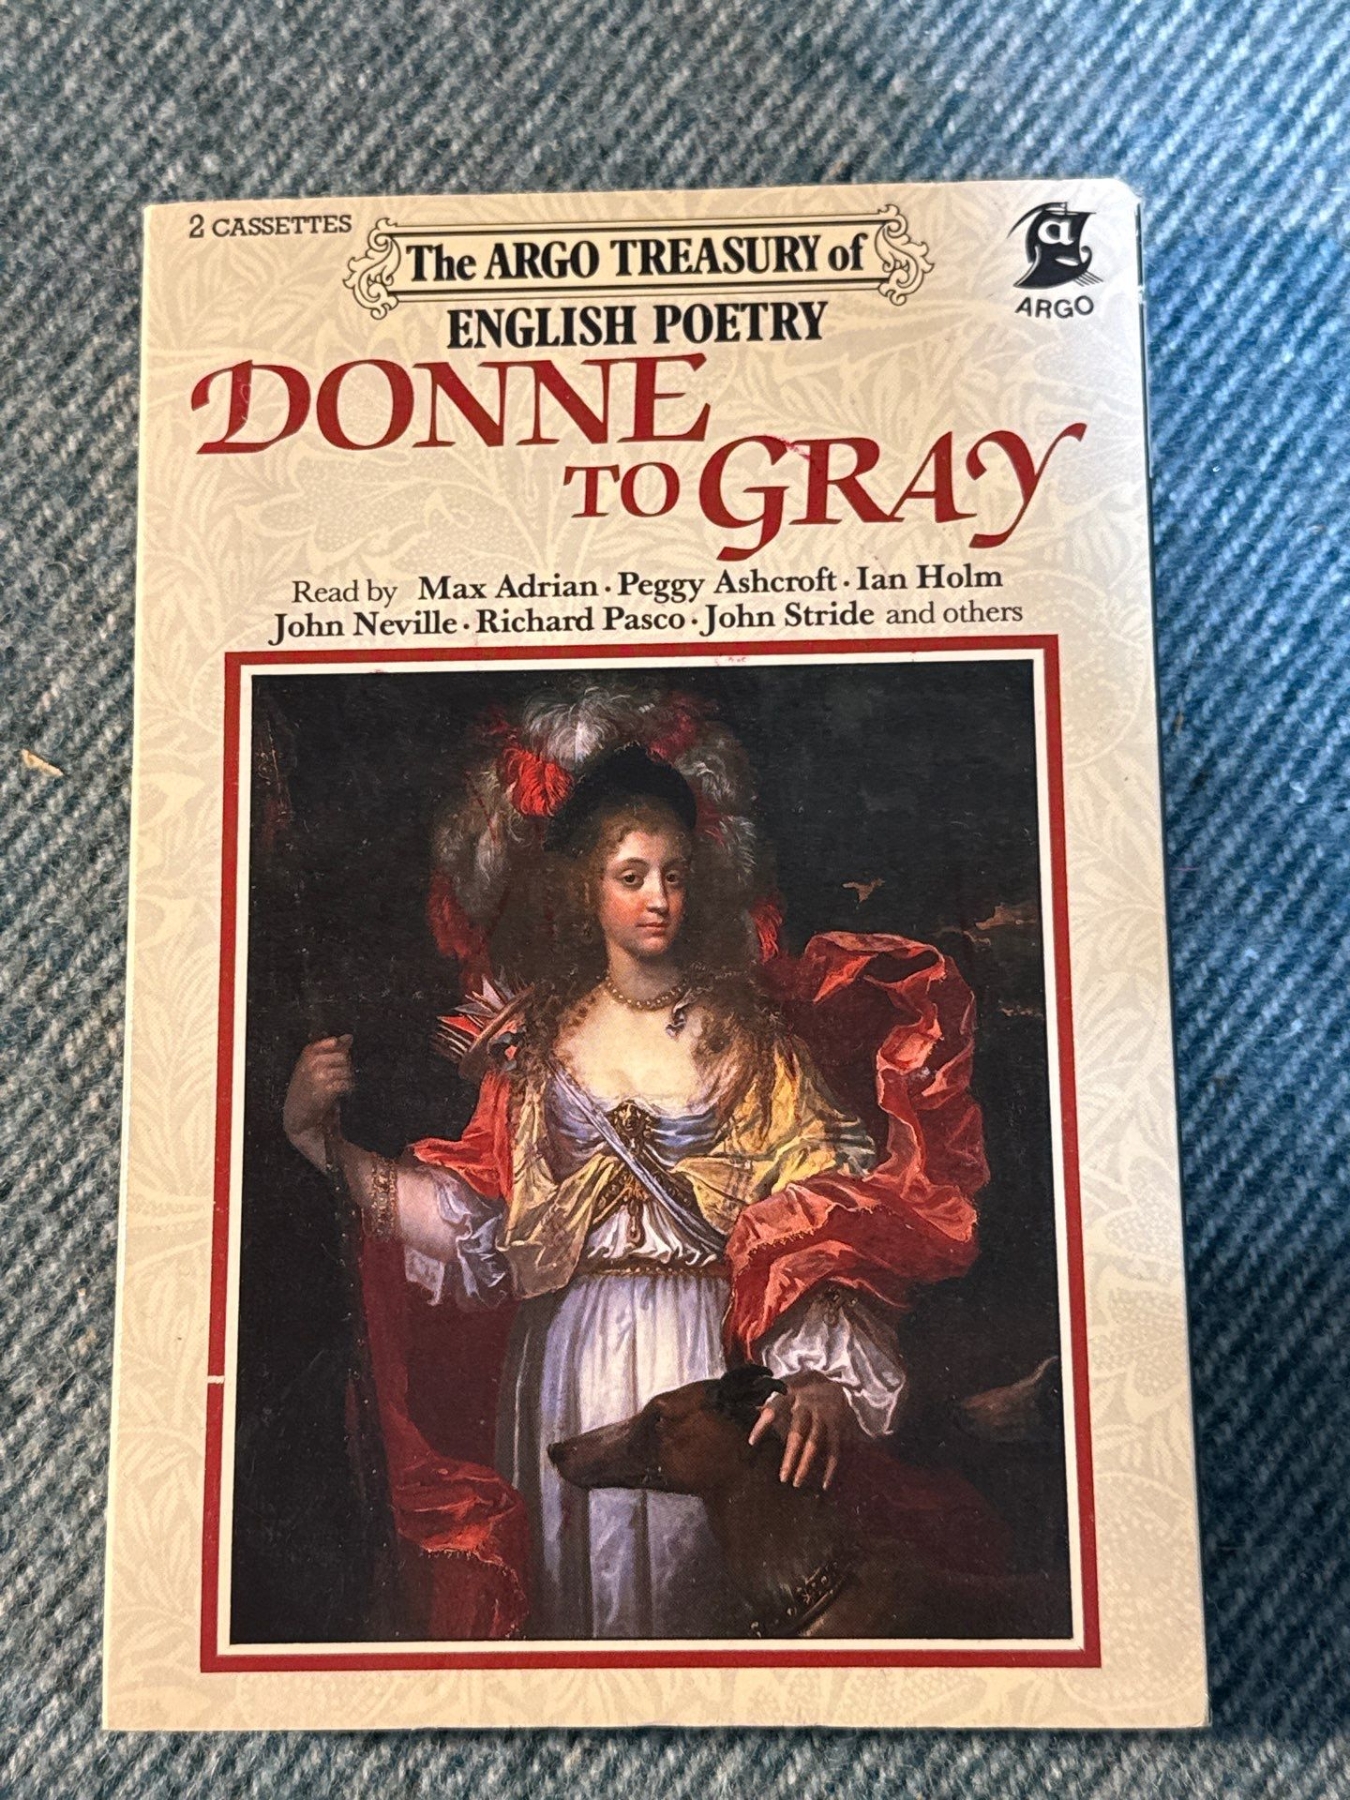 2 CASSETTES
The ARGO TREASURY of
ENGLISH POETRY
a
ARGO
DONNE
TO GRAY
Read by Max Adrian · Peggy Ashcroft · Ian Holm
John Neville · Richard Pasco · John Stride and others